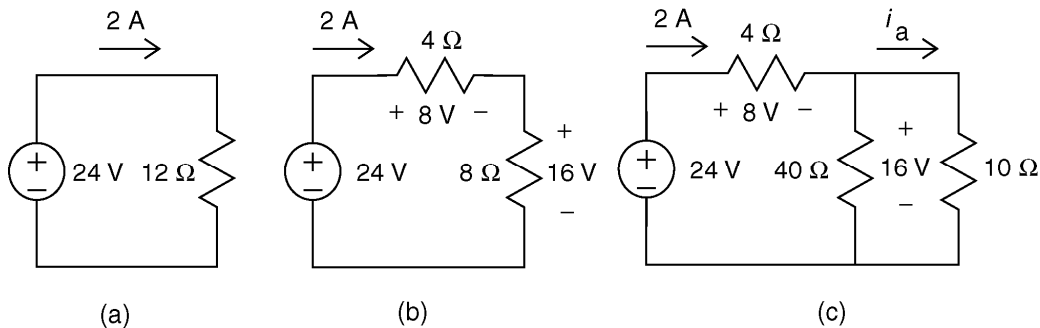 2 A
24 V 12 Ω
(a)
2 A
4 Ω
+ 8 V –
24 V 8 Ω
+
16 V
–
(b)
2 A
4 Ω
+ 8 V –
i a
24 V 40 Ω
+
16 V
–
10 Ω
(c)